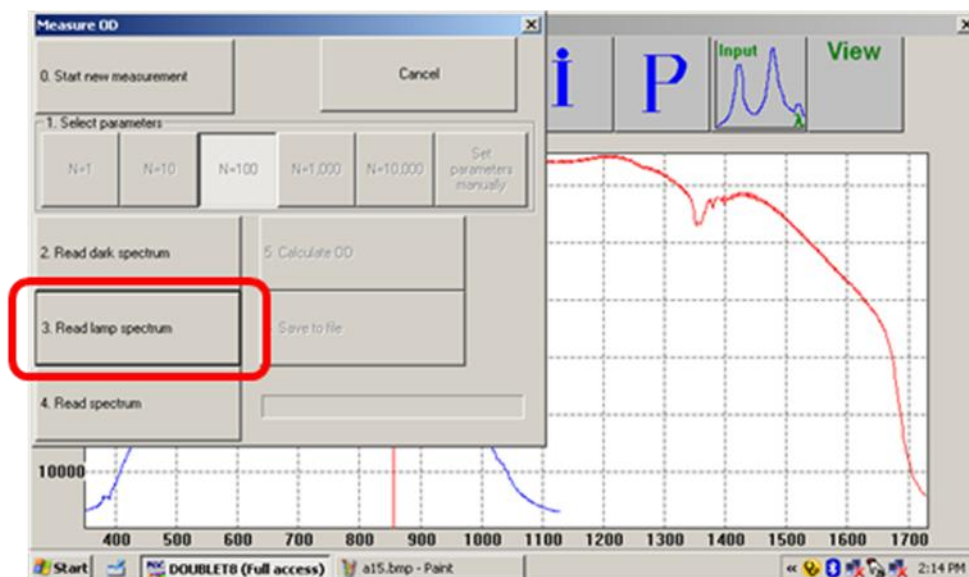 Measure OD
0. Start new measurement
Cancel
1. Select parameters
N=1
N=10
N=100
N=1,000
N=10,000
Set
parameters
manually
2. Read dark spectrum
5. Calculate OD
3. Read lamp spectrum
Save to file
4. Read spectrum
i
P
Input
λ
View
10000
400 500 600 700 800 900 1000 1100 1200 1300 1400 1500 1600 1700
Start
DOUBLET8 (Full access)
a15.bmp - Paint
«
2:14 PM